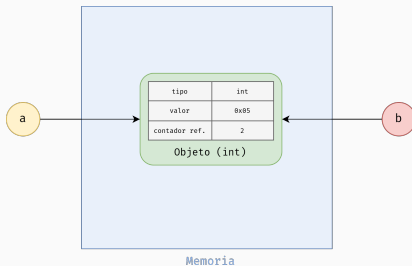 tipo int
a valor 0x05 b
contador ref. 2
Objeto (int)
Memoria